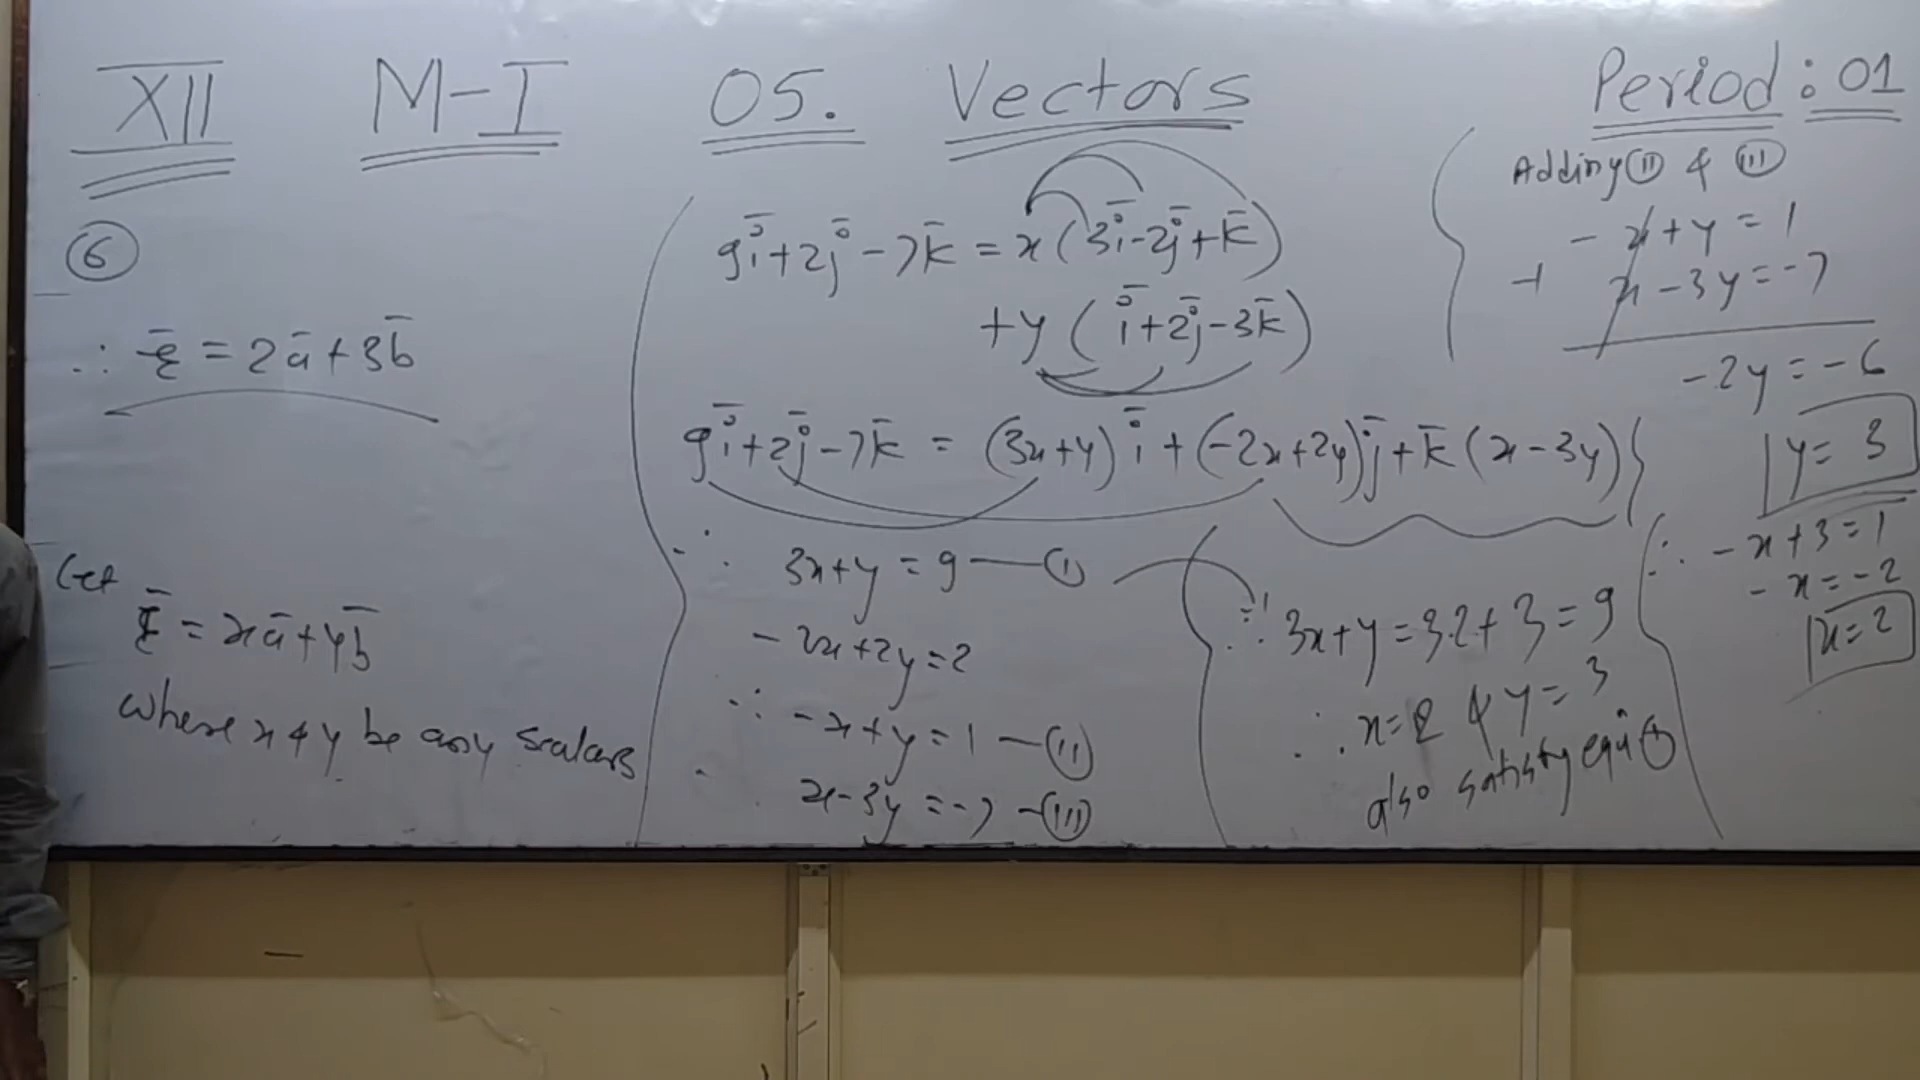 XII M-I 05. Vectors Period: 01
⑥
∴ c̄ = 2ā + 3b̄
Let
c̄ = xā + yb̄
where x & y be any scalars
9ī + 2j̄ - 7k̄ = x(3ī - 2j̄ + k̄)
+ y(ī + 2j̄ - 3k̄)
9ī + 2j̄ - 7k̄ = (3x+y)ī + (-2x+2y)j̄ + k̄(x-3y)
∴ 3x+y = 9 — Ⓘ
- 2x+2y = 2
∴ -x+y = 1 — (II)
x-3y = -7 — (III)
∴ 3x+y = 3.2+3 = 9
∴ x=2 & y=3
also satisfy equⁿ Ⓘ
Adding (II) & (III)
- x+y = 1
+ x-3y = -7
-2y = -6
y = 3
∴ -x+3 = 1
-x = -2
x = 2